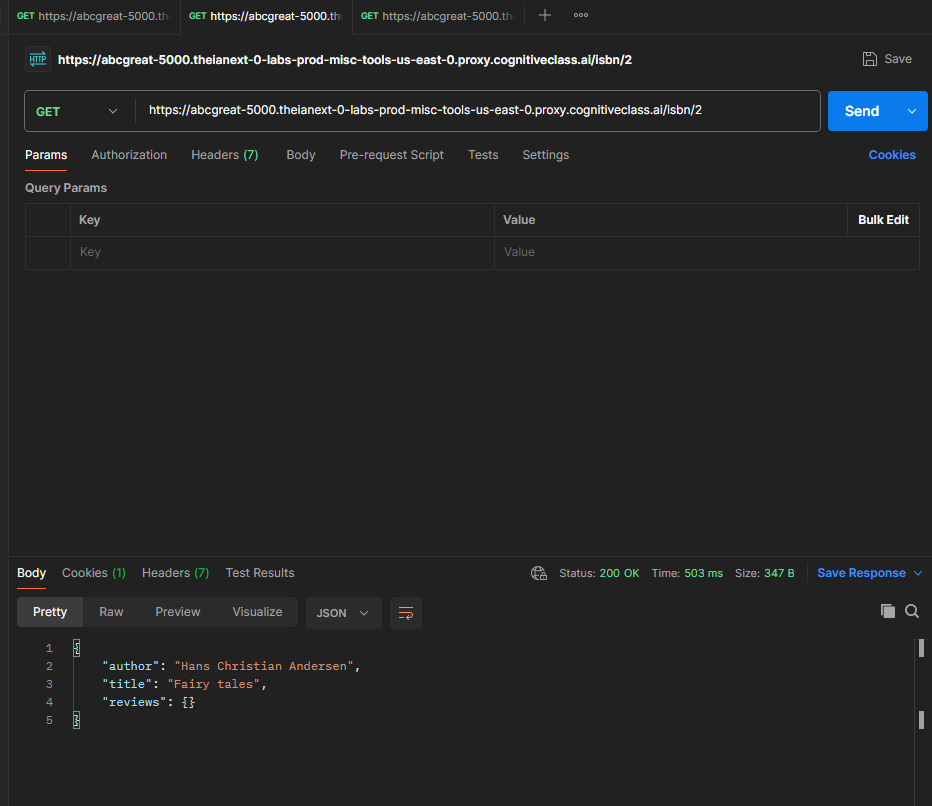 GET https://abcgreat-5000.th GET https://abcgreat-5000.th GET https://abcgreat-5000.th
HTTP https://abcgreat-5000.theianext-0-labs-prod-misc-tools-us-east-0.proxy.cognitiveclass.ai/isbn/2 Save
GET https://abcgreat-5000.theianext-0-labs-prod-misc-tools-us-east-0.proxy.cognitiveclass.ai/isbn/2 Send
Params Authorization Headers (7) Body Pre-request Script Tests Settings Cookies
Query Params
Key Value Bulk Edit
Key Value
Body Cookies (1) Headers (7) Test Results Status: 200 OK Time: 503 ms Size: 347 B Save Response
Pretty Raw Preview Visualize JSON
1 {
2 "author": "Hans Christian Andersen",
3 "title": "Fairy tales",
4 "reviews": {}
5 }